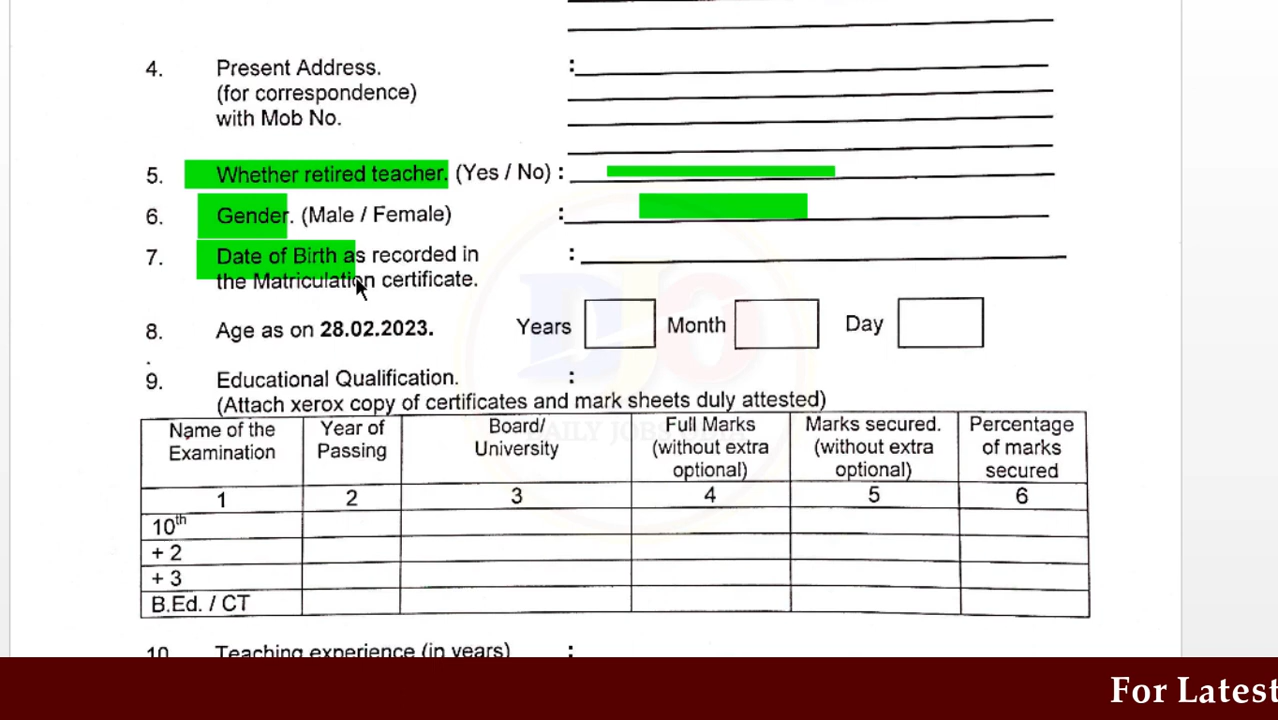 4. Present Address. :
(for correspondence)
with Mob No.
5. Whether retired teacher. (Yes / No) :
6. Gender. (Male / Female) :
7. Date of Birth as recorded in :
the Matriculation certificate.
8. Age as on 28.02.2023. Years Month Day
9. Educational Qualification. :
(Attach xerox copy of certificates and mark sheets duly attested)
Name of the Examination Year of Passing Board/ University Full Marks (without extra optional) Marks secured. (without extra optional) Percentage of marks secured
1 2 3 4 5 6
10th
+ 2
+ 3
B.Ed. / CT
10. Teaching experience (in years) :
DJO
DAILY JOBS ODIA
For Latest